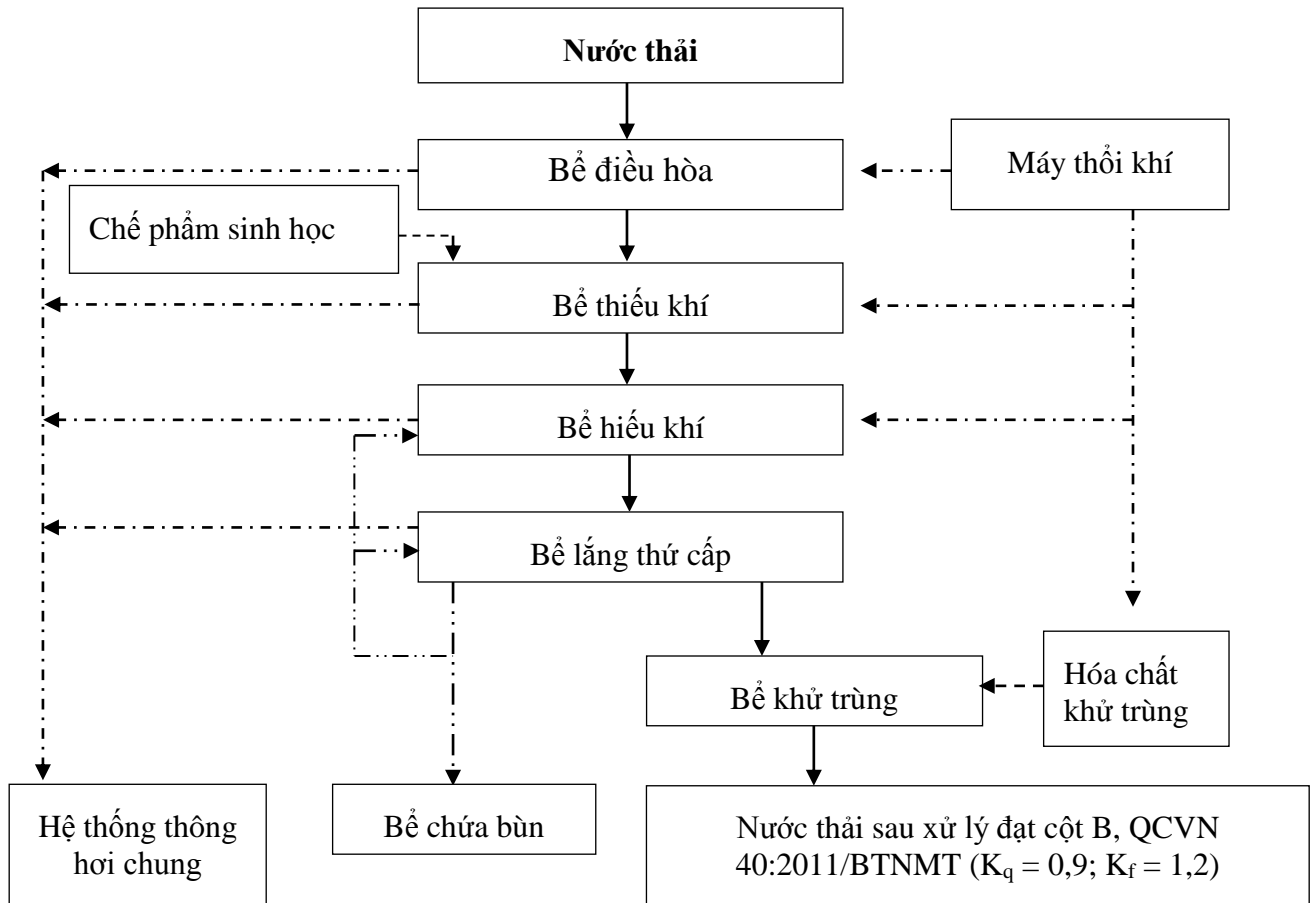 Nước thải
Bể điều hòa
Máy thổi khí
Chế phẩm sinh học
Bể thiếu khí
Bể hiếu khí
Bể lắng thứ cấp
Bể khử trùng
Hóa chất
khử trùng
Hệ thống thông
hơi chung
Bể chứa bùn
Nước thải sau xử lý đạt cột B, QCVN
40:2011/BTNMT (Kq = 0,9; Kf = 1,2)